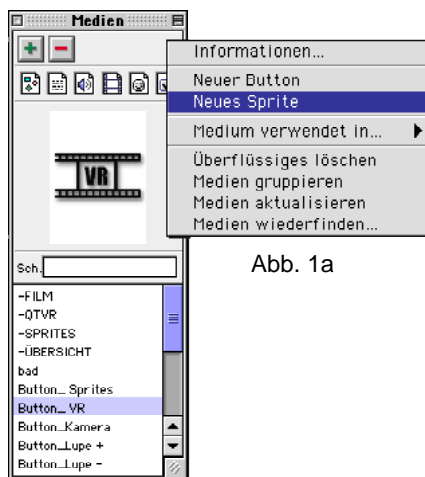 Medien
VR
Sch.
-FILM
-QTVR
-SPRITES
-ÜBERSICHT
bad
Button_ Sprites
Button_ VR
Button_Kamera
Button_Lupe +
Button_Lupe -
Informationen...
Neuer Button
Neues Sprite
Medium verwendet in...
Überflüssiges löschen
Medien gruppieren
Medien aktualisieren
Medien wiederfinden...
Abb. 1a